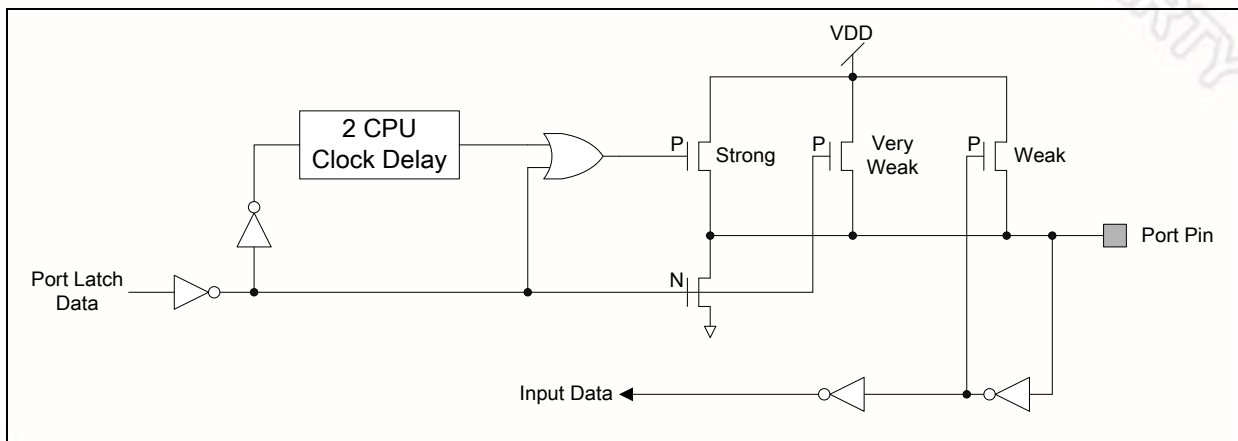 VDD
2 CPU
Clock Delay
P
Strong
P
Very
Weak
P
Weak
Port Pin
Port Latch
Data
N
Input Data